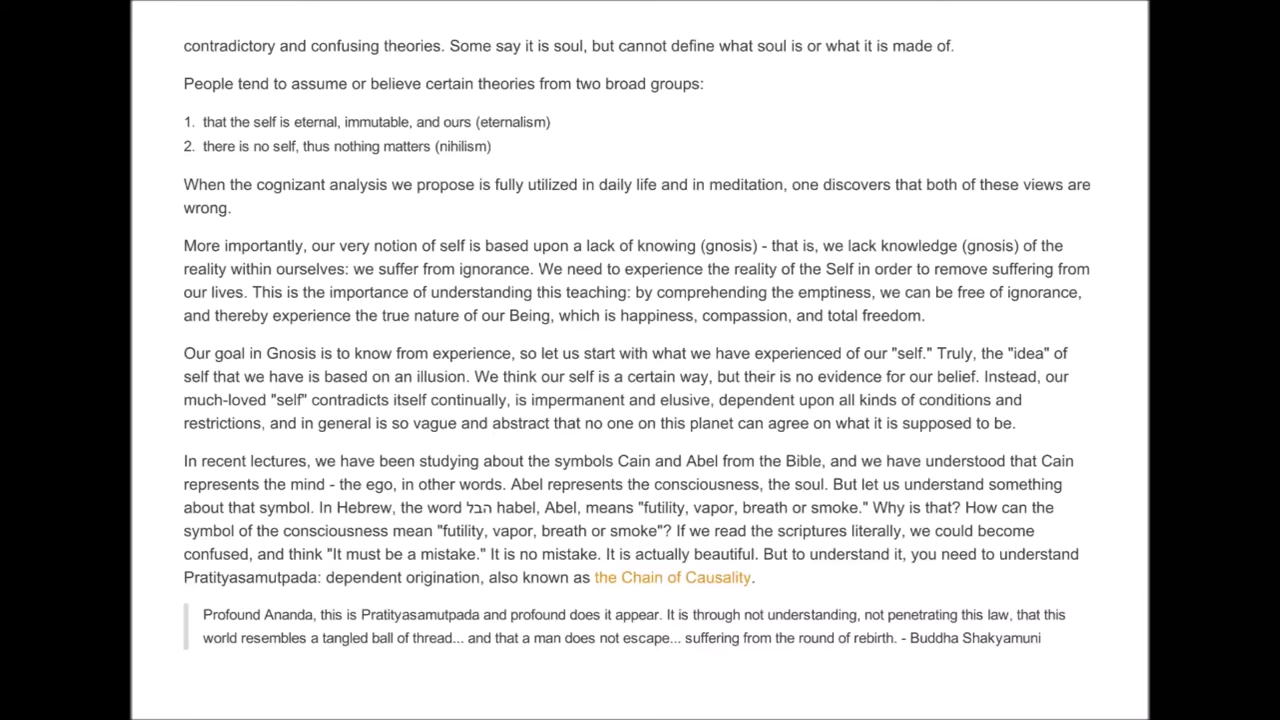 contradictory and confusing theories. Some say it is soul, but cannot define what soul is or what it is made of.
People tend to assume or believe certain theories from two broad groups:
1. that the self is eternal, immutable, and ours (eternalism)
2. there is no self, thus nothing matters (nihilism)
When the cognizant analysis we propose is fully utilized in daily life and in meditation, one discovers that both of these views are
wrong.
More importantly, our very notion of self is based upon a lack of knowing (gnosis) - that is, we lack knowledge (gnosis) of the
reality within ourselves: we suffer from ignorance. We need to experience the reality of the Self in order to remove suffering from
our lives. This is the importance of understanding this teaching: by comprehending the emptiness, we can be free of ignorance,
and thereby experience the true nature of our Being, which is happiness, compassion, and total freedom.
Our goal in Gnosis is to know from experience, so let us start with what we have experienced of our "self." Truly, the "idea" of
self that we have is based on an illusion. We think our self is a certain way, but their is no evidence for our belief. Instead, our
much-loved "self" contradicts itself continually, is impermanent and elusive, dependent upon all kinds of conditions and
restrictions, and in general is so vague and abstract that no one on this planet can agree on what it is supposed to be.
In recent lectures, we have been studying about the symbols Cain and Abel from the Bible, and we have understood that Cain
represents the mind - the ego, in other words. Abel represents the consciousness, the soul. But let us understand something
about that symbol. In Hebrew, the word הבל habel, Abel, means "futility, vapor, breath or smoke." Why is that? How can the
symbol of the consciousness mean "futility, vapor, breath or smoke"? If we read the scriptures literally, we could become
confused, and think "It must be a mistake." It is no mistake. It is actually beautiful. But to understand it, you need to understand
Pratityasamutpada: dependent origination, also known as the Chain of Causality.
Profound Ananda, this is Pratityasamutpada and profound does it appear. It is through not understanding, not penetrating this law, that this
world resembles a tangled ball of thread... and that a man does not escape... suffering from the round of rebirth. - Buddha Shakyamuni